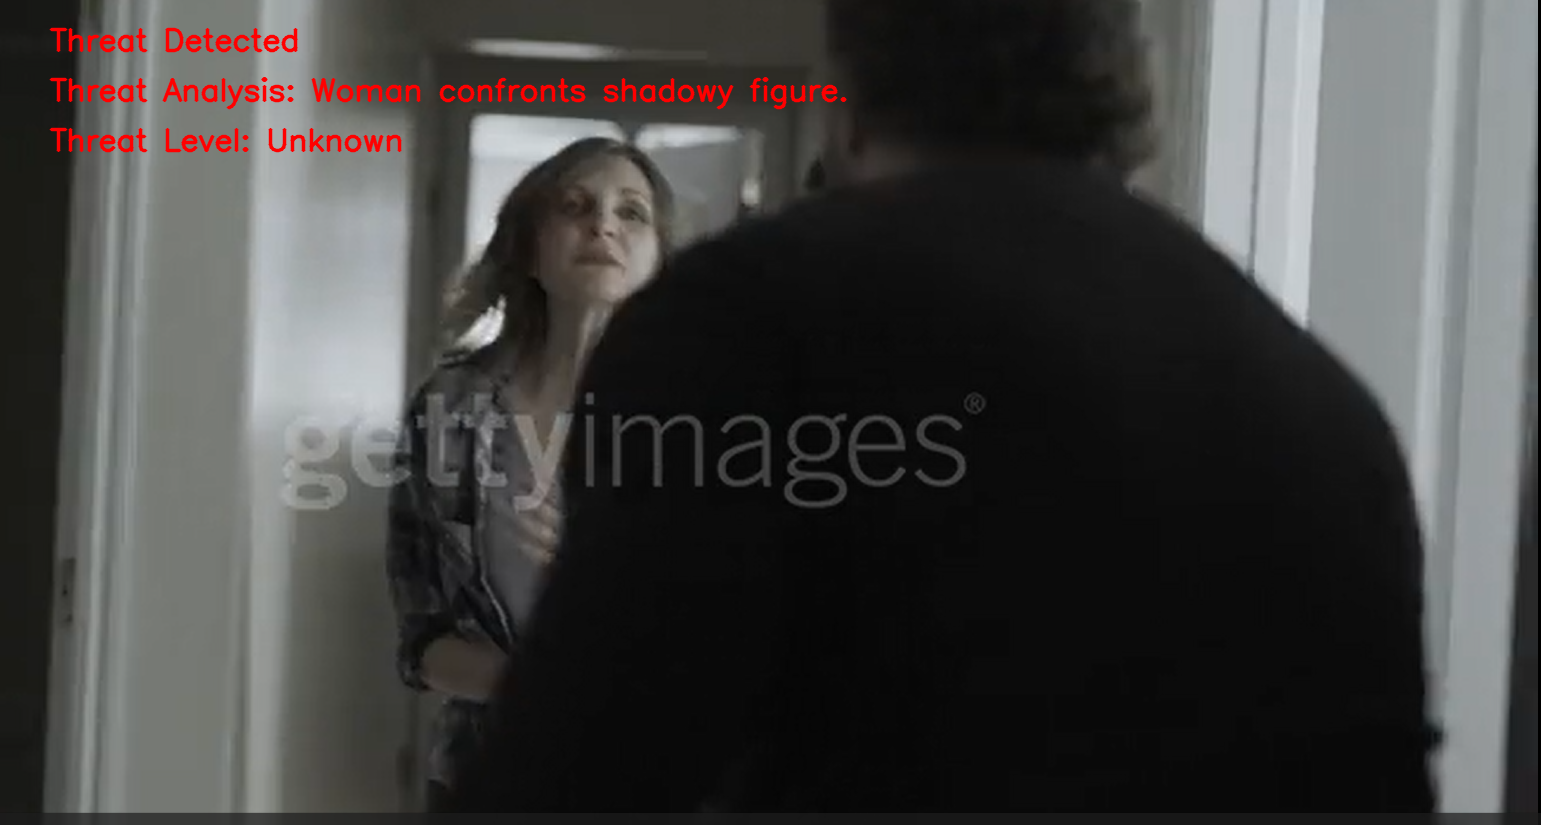 Threat Detected
Threat Analysis: Woman confronts shadowy figure.
Threat Level: Unknown
gettyimages®